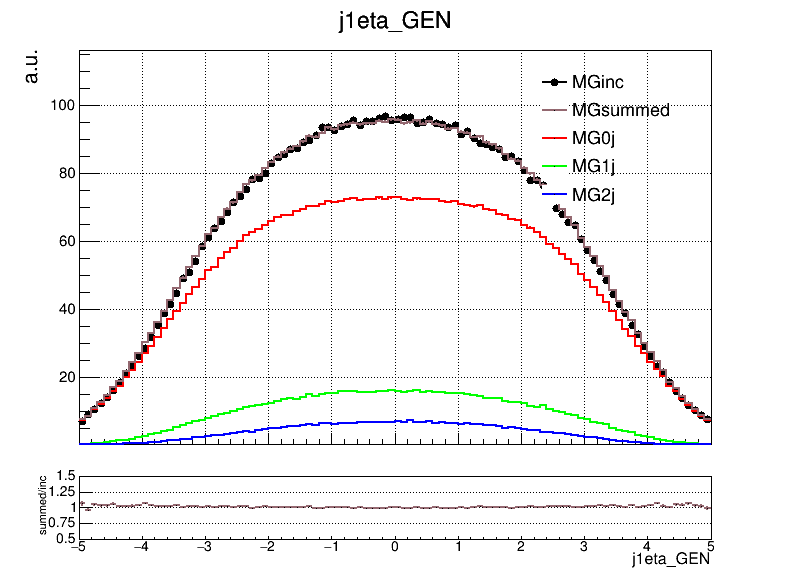 j1eta_GEN
a.u.
MGinc
MGsummed
MG0j
MG1j
MG2j
100
80
60
40
20
summed/inc
1.5
1.25
1
0.75
0.5
−5 −4 −3 −2 −1 0 1 2 3 4 5
j1eta_GEN